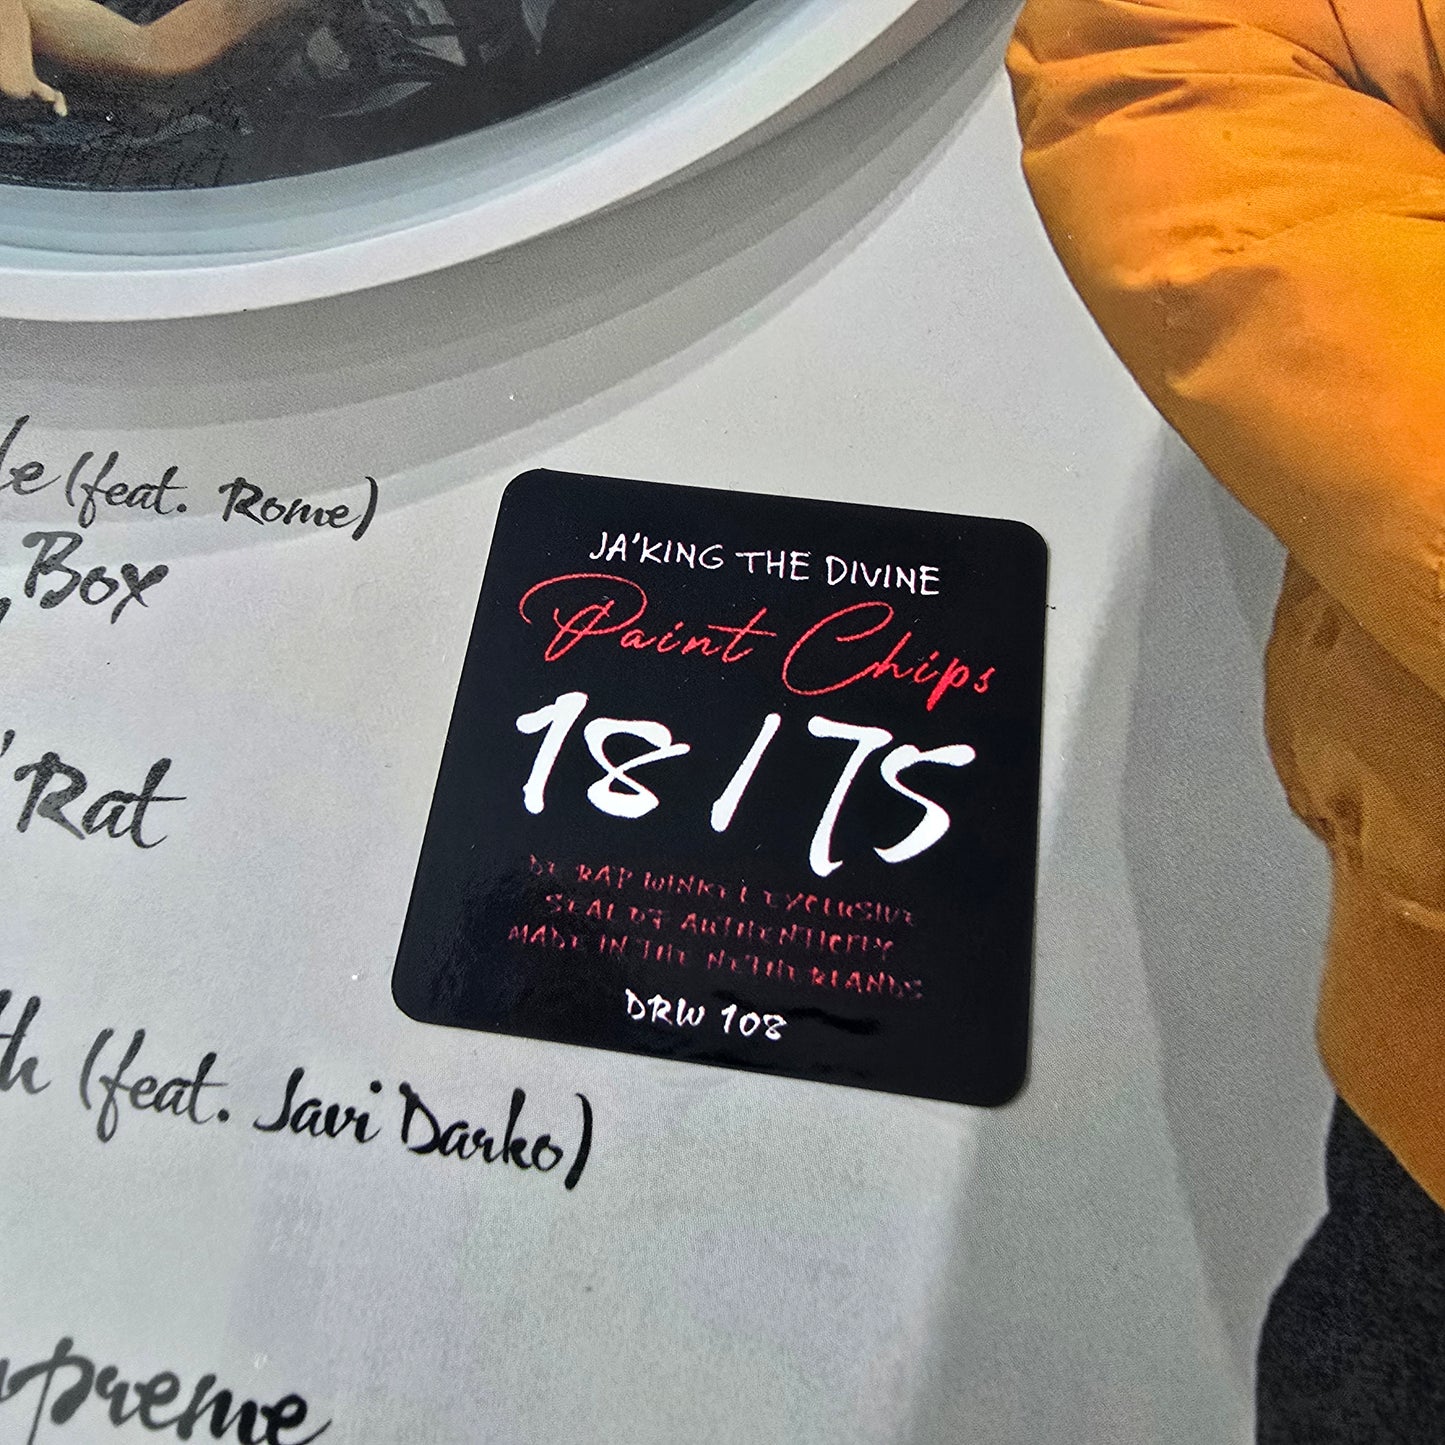 (feat. Rome)
Box
Rat
JA'KING THE DIVINE
Paint Chips
18/75
DE RAP WINKEL EXCLUSIVE
SEAL OF AUTHENTICITY
MADE IN THE NETHERLANDS
DRW 108
(feat. Javi Darko)